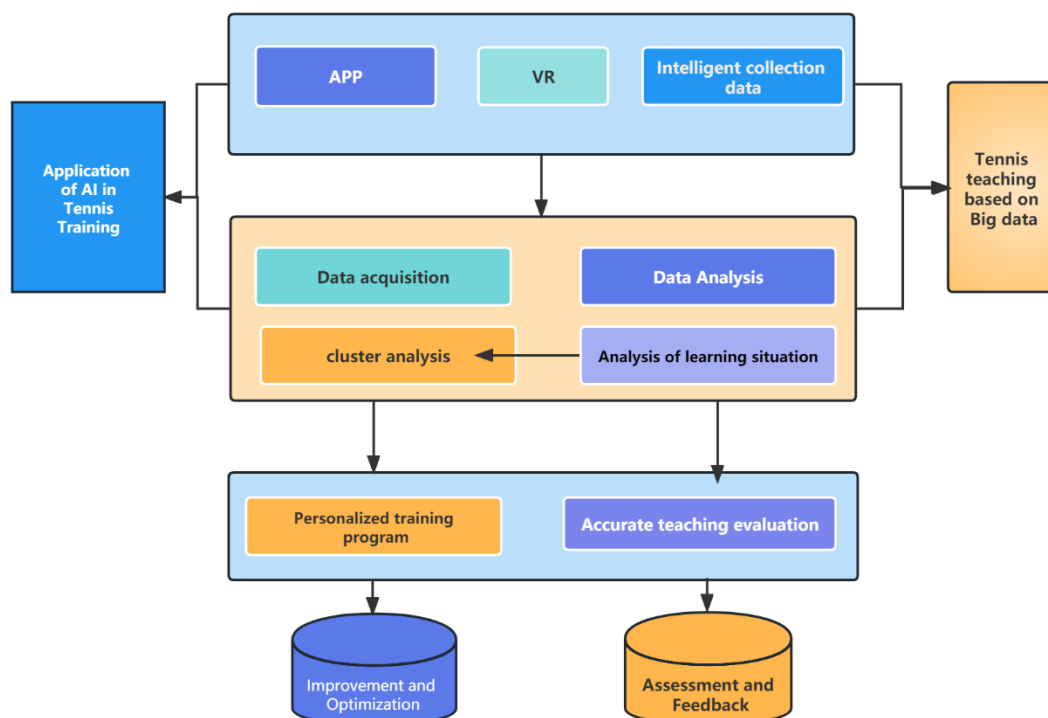 APP
VR
Intelligent collection
data
Application
of AI in
Tennis
Training
Tennis
teaching
based on
Big data
Data acquisition
Data Analysis
cluster analysis
Analysis of learning situation
Personalized training
program
Accurate teaching evaluation
Improvement and
Optimization
Assessment and
Feedback